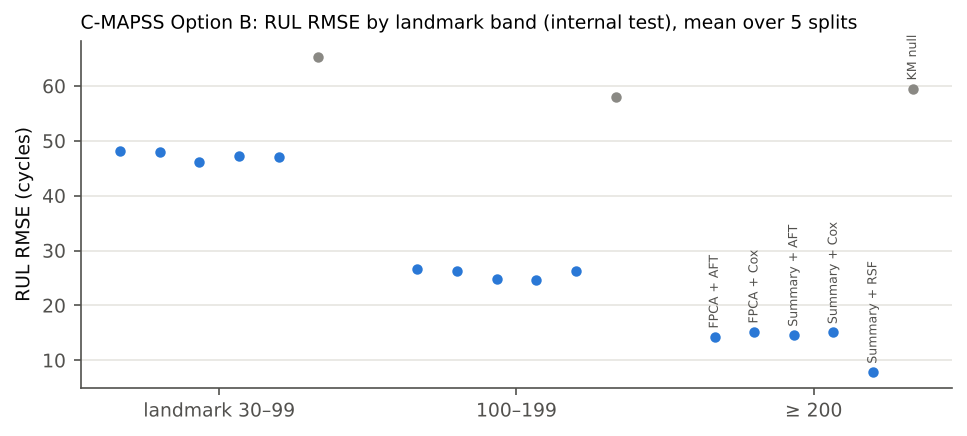 C-MAPSS Option B: RUL RMSE by landmark band (internal test), mean over 5 splits
RUL RMSE (cycles)
60
50
40
30
20
10
FPCA + AFT
FPCA + Cox
Summary + AFT
Summary + Cox
Summary + RSF
KM null
landmark 30–99
100–199
≥ 200